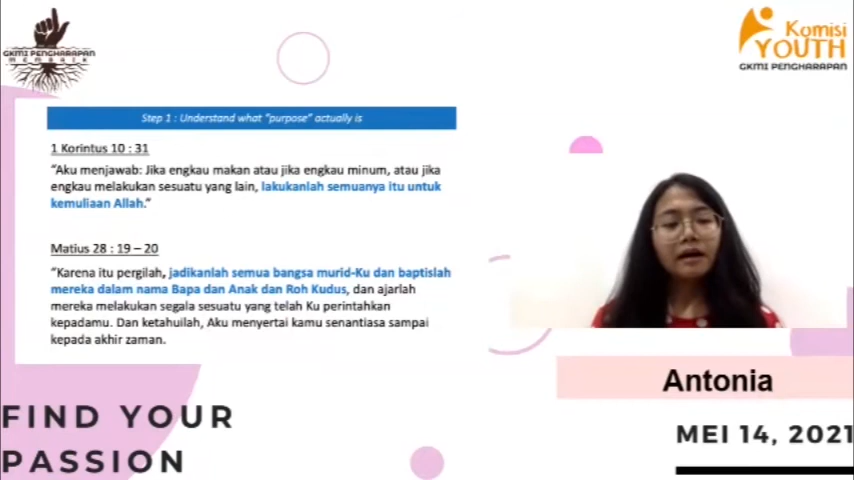 GKMI PENGHARAPAN
Komisi
YOUTH
GKMI PENGHARAPAN
Step 1 : Understand what "purpose" actually is
1 Korintus 10 : 31
"Aku menjawab: Jika engkau makan atau jika engkau minum, atau jika
engkau melakukan sesuatu yang lain, lakukanlah semuanya itu untuk
kemuliaan Allah."
Matius 28 : 19 – 20
"Karena itu pergilah, jadikanlah semua bangsa murid-Ku dan baptislah
mereka dalam nama Bapa dan Anak dan Roh Kudus, dan ajarlah
mereka melakukan segala sesuatu yang telah Ku perintahkan
kepadamu. Dan ketahuilah, Aku menyertai kamu senantiasa sampai
kepada akhir zaman.
Antonia
FIND YOUR
PASSION
MEI 14, 2021